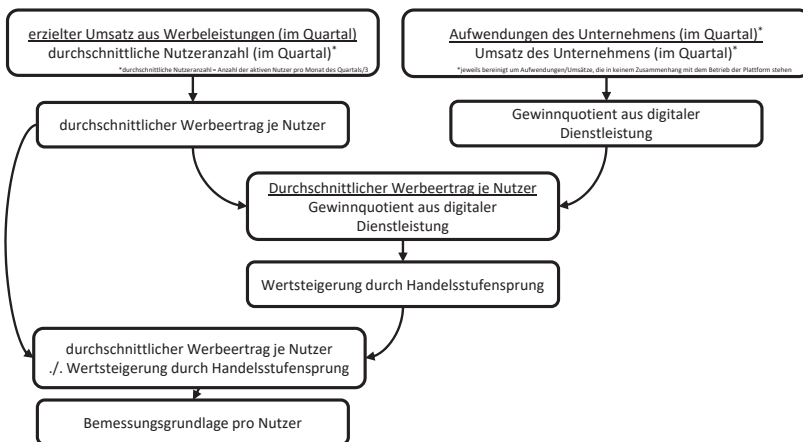 erzielter Umsatz aus Werbeleistungen (im Quartal)
durchschnittliche Nutzeranzahl (im Quartal)*
*durchschnittliche Nutzeranzahl = Anzahl der aktiven Nutzer pro Monat des Quartals/3
Aufwendungen des Unternehmens (im Quartal)*
Umsatz des Unternehmens (im Quartal)*
*jeweils bereinigt um Aufwendungen/Umsätze, die in keinem Zusammenhang mit dem Betrieb der Plattform stehen
durchschnittlicher Werbeertrag je Nutzer
Gewinnquotient aus digitaler
Dienstleistung
Durchschnittlicher Werbeertrag je Nutzer
Gewinnquotient aus digitaler
Dienstleistung
Wertsteigerung durch Handelsstufensprung
durchschnittlicher Werbeertrag je Nutzer
./. Wertsteigerung durch Handelsstufensprung
Bemessungsgrundlage pro Nutzer